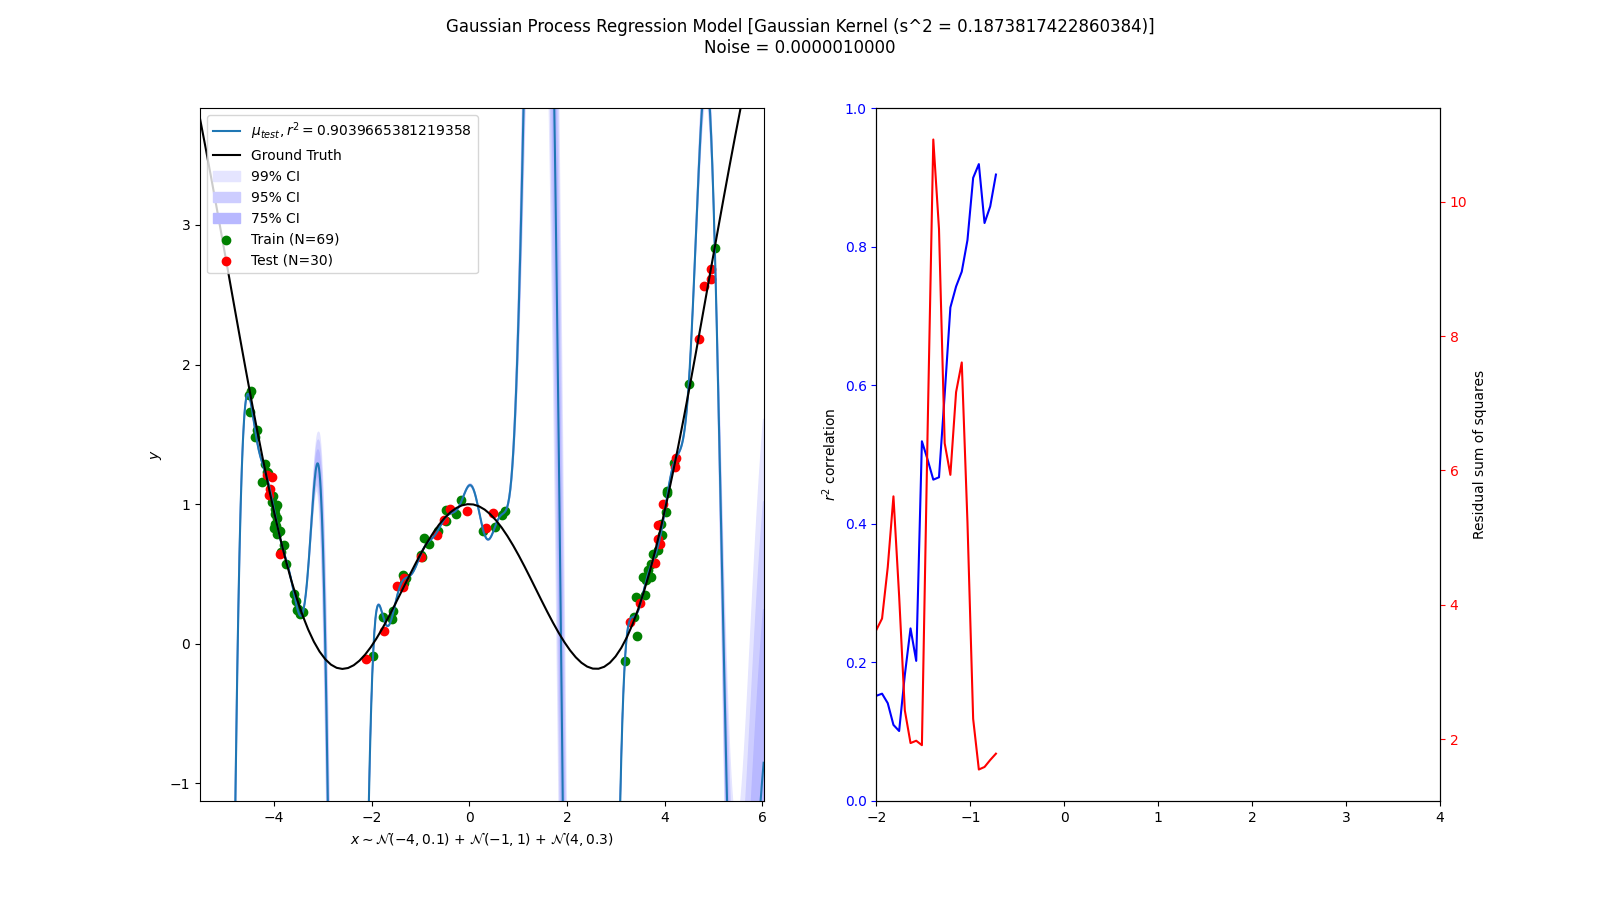 Gaussian Process Regression Model [Gaussian Kernel (s^2 = 0.1873817422860384)]
Noise = 0.0000010000
μ_test, r² = 0.9039665381219358
Ground Truth
99% CI
95% CI
75% CI
Train (N=69)
Test (N=30)
3
2
1
0
−1
y
−4
−2
0
2
4
6
x ~ 𝒩(−4, 0.1) + 𝒩(−1, 1) + 𝒩(4, 0.3)
1.0
0.8
0.6
0.4
0.2
0.0
r² correlation
−2
−1
0
1
2
3
4
10
8
6
4
2
Residual sum of squares